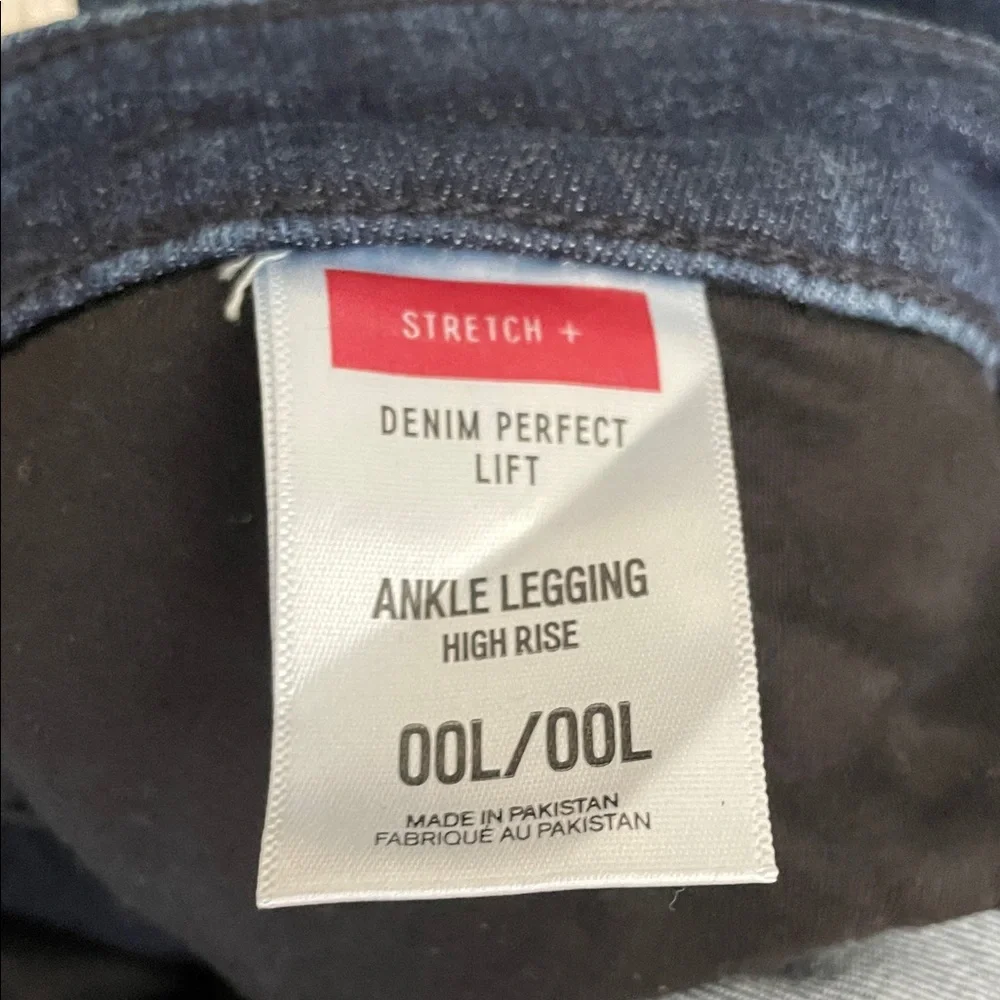 STRETCH +
DENIM PERFECT
LIFT
ANKLE LEGGING
HIGH RISE
00L/00L
MADE IN PAKISTAN
FABRIQUÉ AU PAKISTAN